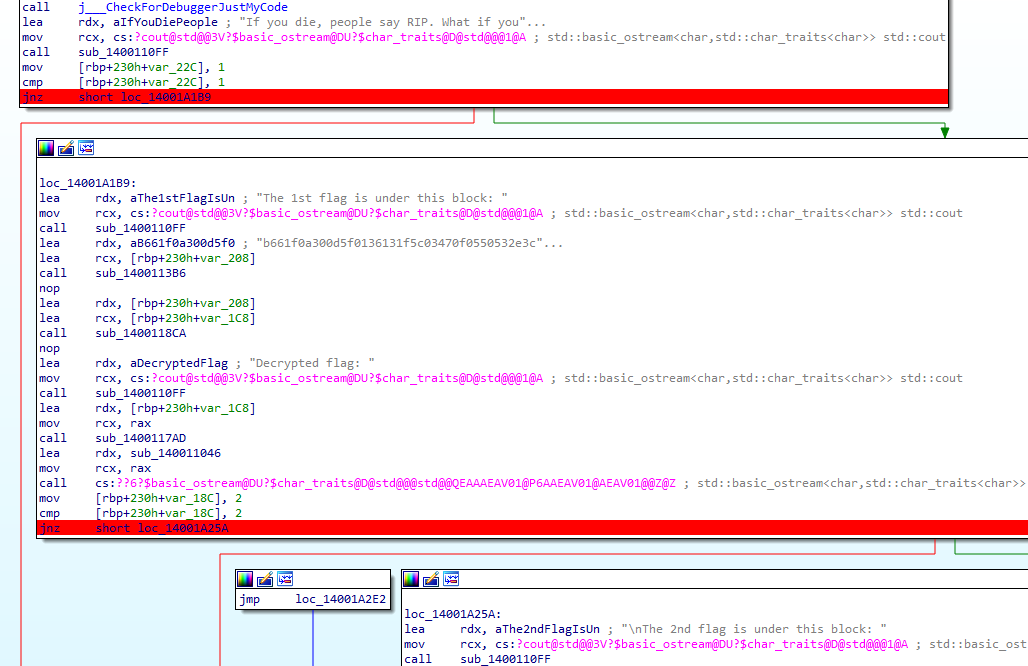 call    j___CheckForDebuggerJustMyCode
lea     rdx, aIfYouDiePeople ; "If you die, people say RIP. What if you"...
mov     rcx, cs:?cout@std@@3V?$basic_ostream@DU?$char_traits@D@std@@@1@A ; std::basic_ostream<char,std::char_traits<char>> std::cout
call    sub_1400110FF
mov     [rbp+230h+var_22C], 1
cmp     [rbp+230h+var_22C], 1
jnz     short loc_14001A1B9
loc_14001A1B9:
lea     rdx, aThe1stFlagIsUn ; "The 1st flag is under this block: "
mov     rcx, cs:?cout@std@@3V?$basic_ostream@DU?$char_traits@D@std@@@1@A ; std::basic_ostream<char,std::char_traits<char>> std::cout
call    sub_1400110FF
lea     rdx, aB661f0a300d5f0 ; "b661f0a300d5f0136131f5c03470f0550532e3c"...
lea     rcx, [rbp+230h+var_208]
call    sub_1400113B6
nop
lea     rdx, [rbp+230h+var_208]
lea     rcx, [rbp+230h+var_1C8]
call    sub_1400118CA
nop
lea     rdx, aDecryptedFlag ; "Decrypted flag: "
mov     rcx, cs:?cout@std@@3V?$basic_ostream@DU?$char_traits@D@std@@@1@A ; std::basic_ostream<char,std::char_traits<char>> std::cout
call    sub_1400110FF
lea     rdx, [rbp+230h+var_1C8]
mov     rcx, rax
call    sub_1400117AD
lea     rdx, sub_140011046
mov     rcx, rax
call    cs:??6?$basic_ostream@DU?$char_traits@D@std@@@std@@QEAAAEAV01@P6AAEAV01@AEAV01@@Z@Z ; std::basic_ostream<char,std::char_traits<char>>
mov     [rbp+230h+var_18C], 2
cmp     [rbp+230h+var_18C], 2
jnz     short loc_14001A25A
jmp     loc_14001A2E2
loc_14001A25A:
lea     rdx, aThe2ndFlagIsUn ; "\nThe 2nd flag is under this block: "
mov     rcx, cs:?cout@std@@3V?$basic_ostream@DU?$char_traits@D@std@@@1@A ; std::basic_ost
call    sub_1400110FF